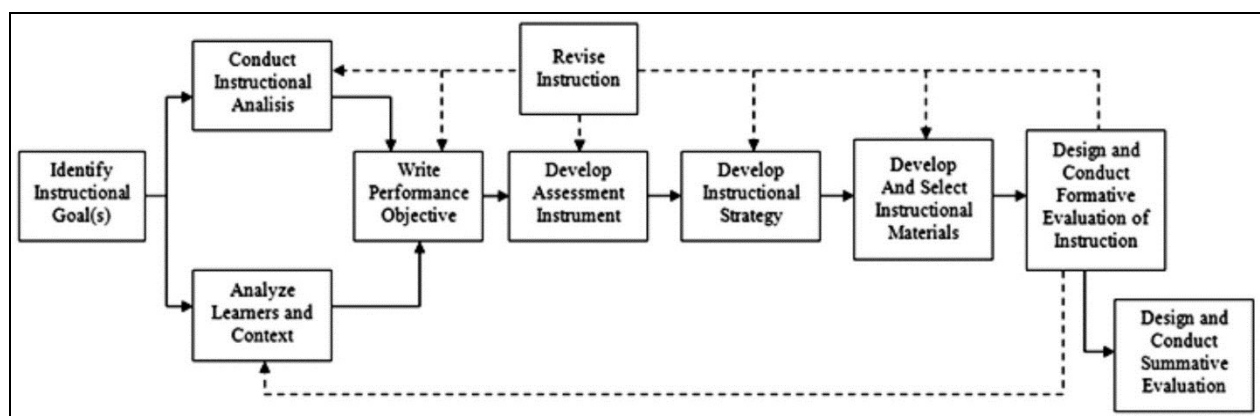 Conduct
Instructional
Analisis
Revise
Instruction
Identify
Instructional
Goal(s)
Write
Performance
Objective
Develop
Assessment
Instrument
Develop
Instructional
Strategy
Develop
And Select
Instructional
Materials
Design and
Conduct
Formative
Evaluation of
Instruction
Analyze
Learners and
Context
Design and
Conduct
Summative
Evaluation